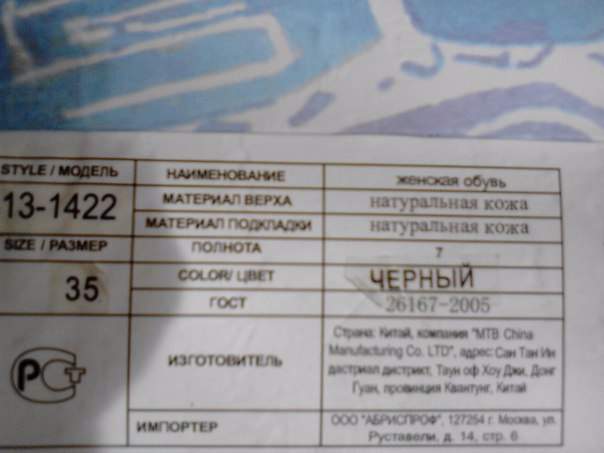 STYLE / МОДЕЛЬ
13-1422
SIZE / РАЗМЕР
35
РСТ
НАИМЕНОВАНИЕ женская обувь
МАТЕРИАЛ ВЕРХА натуральная кожа
МАТЕРИАЛ ПОДКЛАДКИ натуральная кожа
ПОЛНОТА 7
COLOR/ ЦВЕТ ЧЕРНЫЙ
ГОСТ 26167-2005
ИЗГОТОВИТЕЛЬ
Страна: Китай, компания "MTB China
Manufacturing Co. LTD", адрес: Сан Тан Ин
дастриал дистрикт, Таун оф Хоу Джи, Донг
Гуан, провинция Квантунг, Китай
ИМПОРТЕР
ООО "АБРИСПРОФ", 127254 г. Москва, ул.
Руставели, д. 14, стр. 6